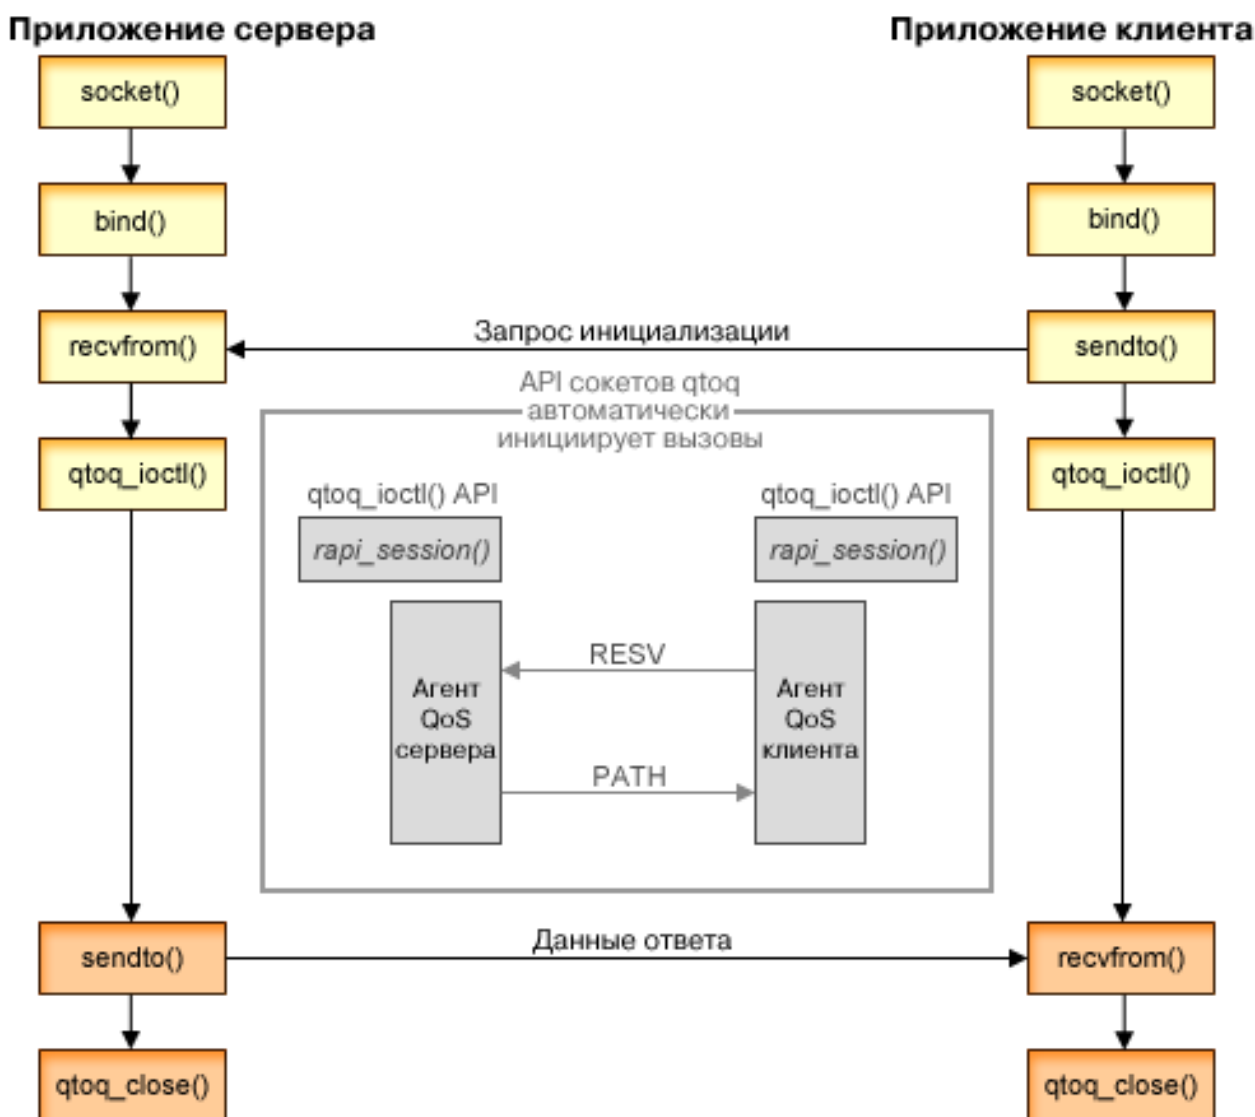 Приложение сервера
Приложение клиента
socket()
socket()
bind()
bind()
Запрос инициализации
recvfrom()
sendto()
API сокетов qtoq
автоматически
инициирует вызовы
qtoq_ioctl()
qtoq_ioctl()
qtoq_ioctl() API
qtoq_ioctl() API
rapi_session()
rapi_session()
RESV
Агент
QoS
сервера
Агент
QoS
клиента
PATH
Данные ответа
sendto()
recvfrom()
qtoq_close()
qtoq_close()